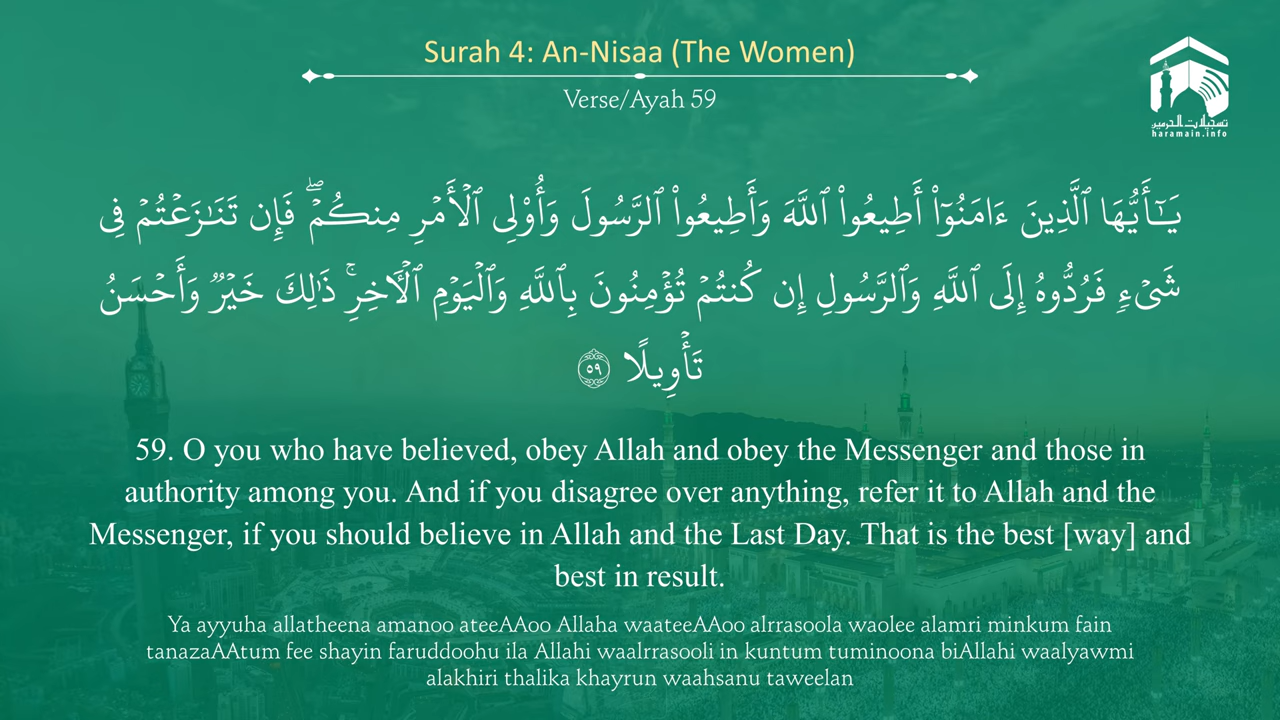 Surah 4: An-Nisaa (The Women)
Verse/Ayah 59
تسجيلات الحرمين
haramain.info
يَـٰٓأَيُّهَا ٱلَّذِينَ ءَامَنُوٓا۟ أَطِيعُوا۟ ٱللَّهَ وَأَطِيعُوا۟ ٱلرَّسُولَ وَأُو۟لِى ٱلْأَمْرِ مِنكُمْ ۖ فَإِن تَنَـٰزَعْتُمْ فِى
شَىْءٍ فَرُدُّوهُ إِلَى ٱللَّهِ وَٱلرَّسُولِ إِن كُنتُمْ تُؤْمِنُونَ بِٱللَّهِ وَٱلْيَوْمِ ٱلْـَٔاخِرِ ۚ ذَٰلِكَ خَيْرٌ وَأَحْسَنُ
تَأْوِيلًا ٥٩
59. O you who have believed, obey Allah and obey the Messenger and those in
authority among you. And if you disagree over anything, refer it to Allah and the
Messenger, if you should believe in Allah and the Last Day. That is the best [way] and
best in result.
Ya ayyuha allatheena amanoo ateeAAoo Allaha waateeAAoo alrrasoola waolee alamri minkum fain
tanazaAAtum fee shayin faruddoohu ila Allahi waalrrasooli in kuntum tuminoona biAllahi waalyawmi
alakhiri thalika khayrun waahsanu taweelan